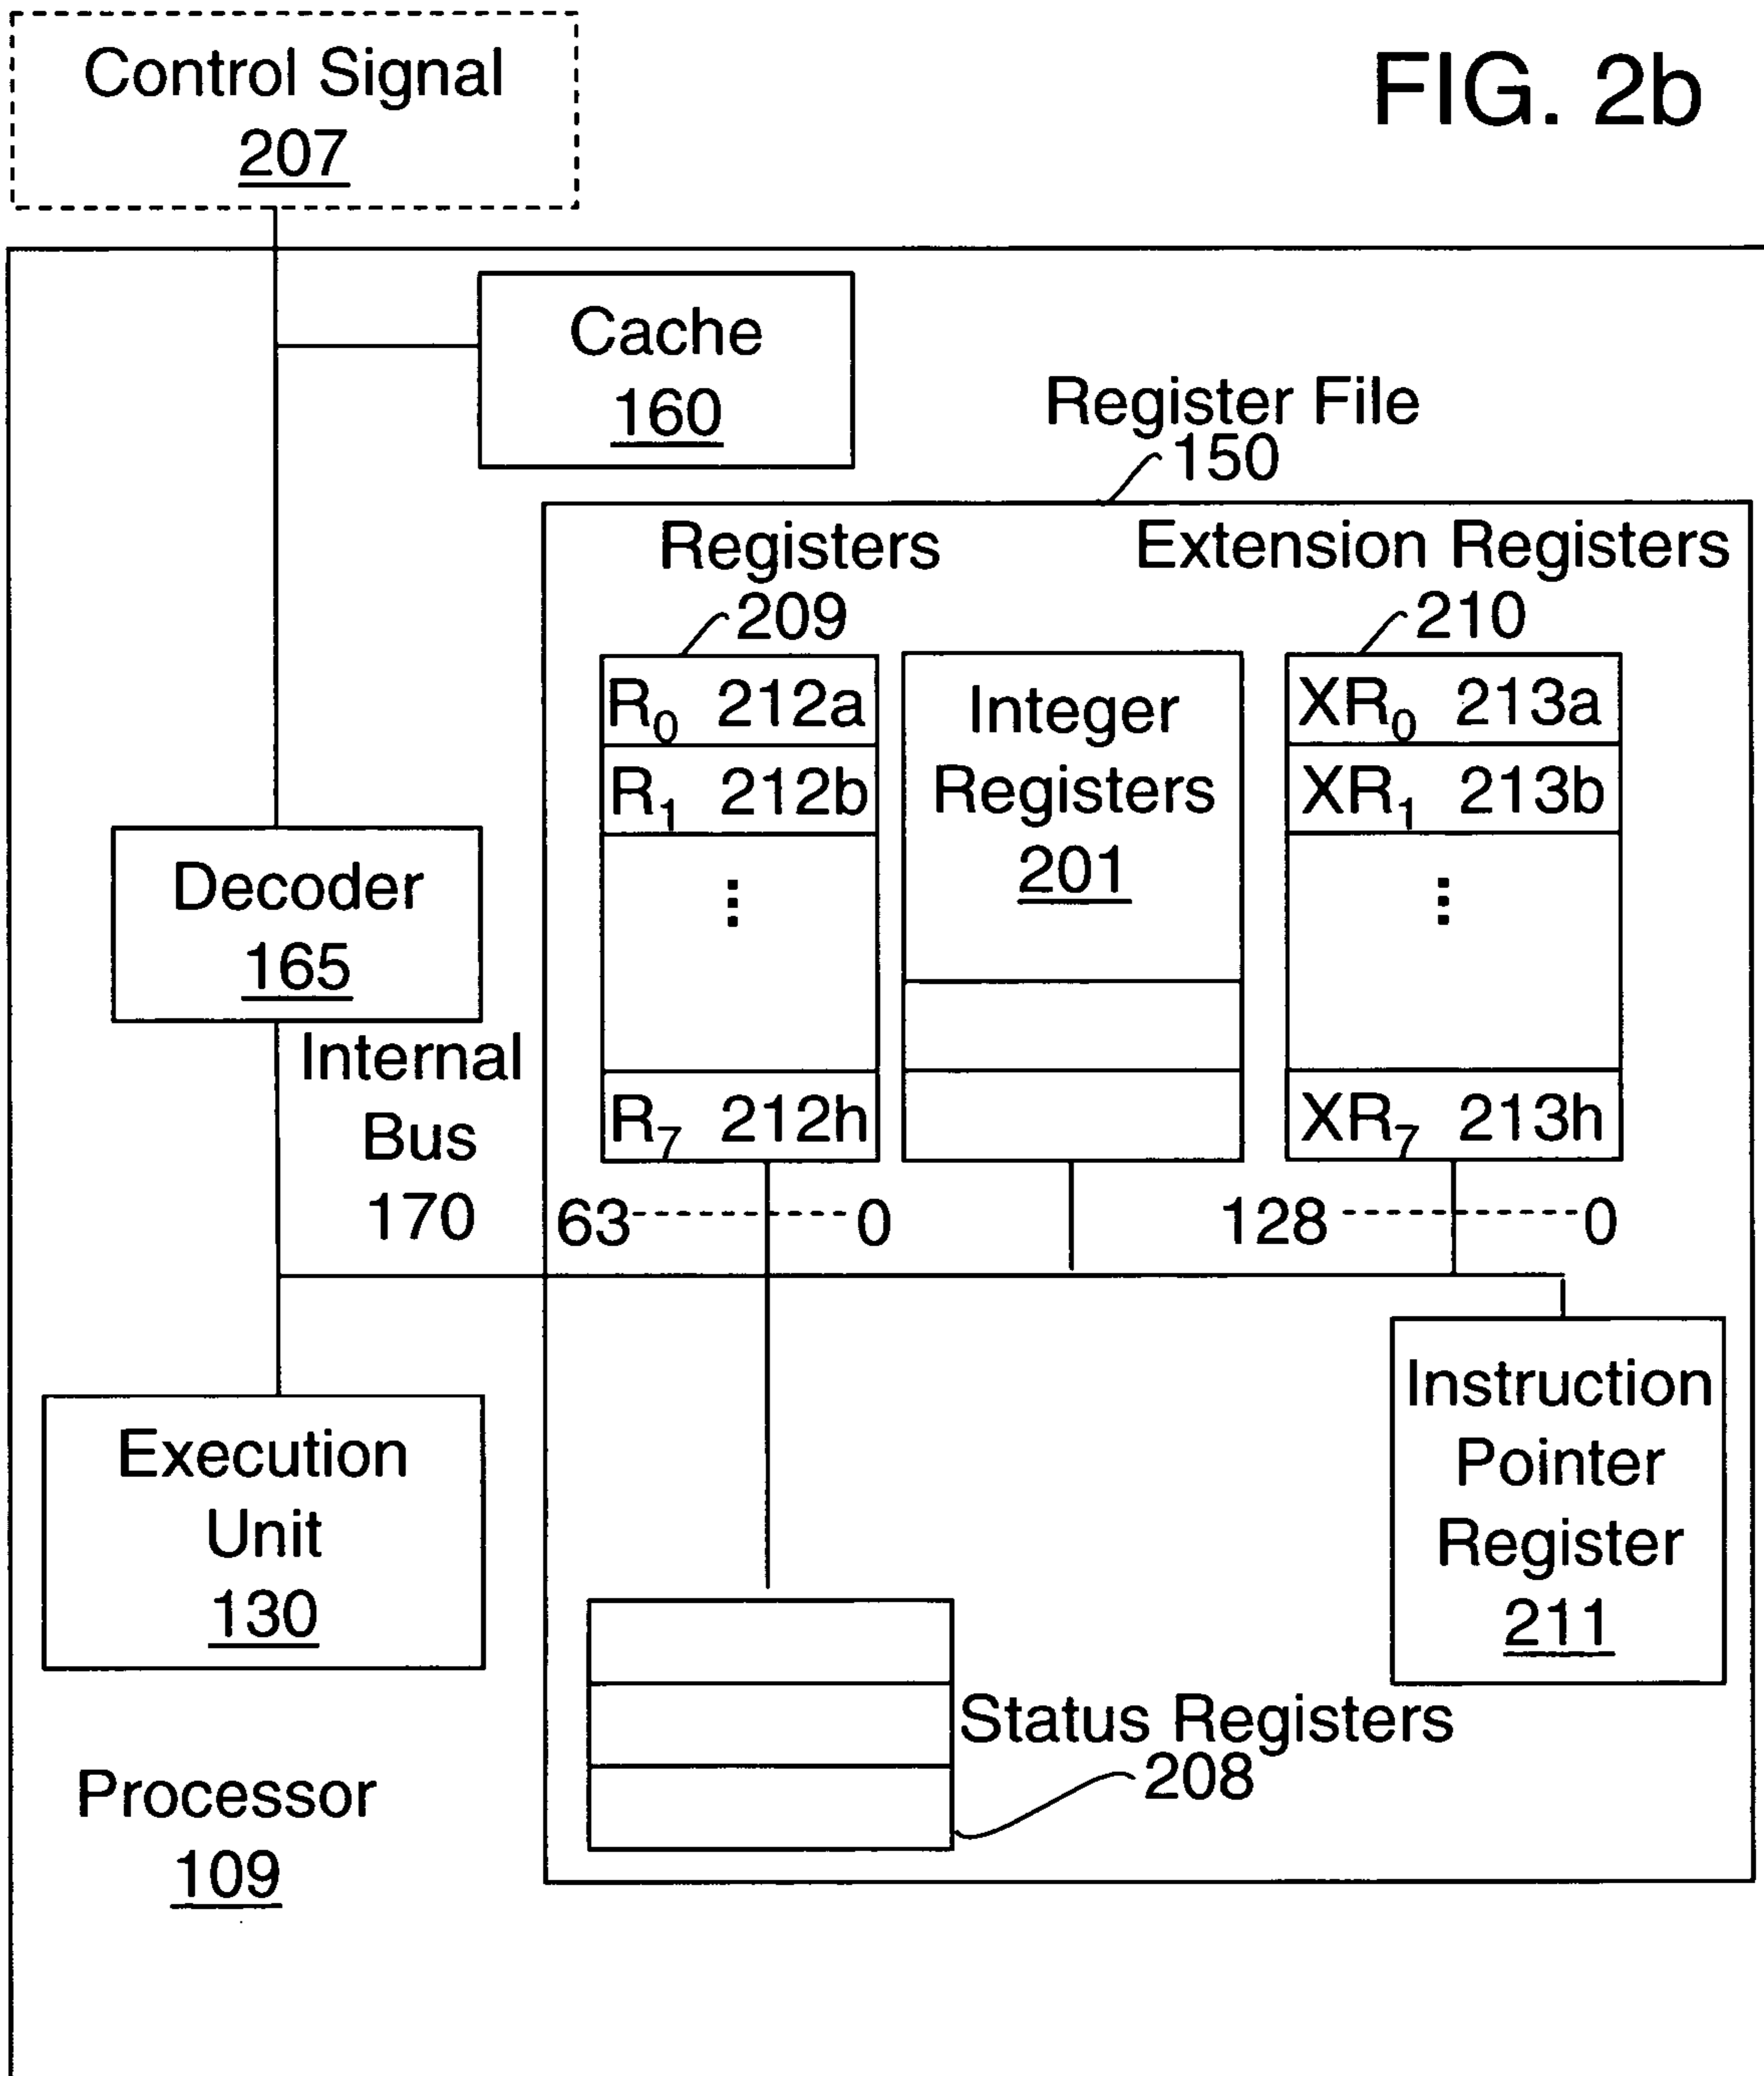 FIG. 2b
Control Signal
207
Cache
160
Register File
150
Registers
209
Extension Registers
210
R0 212a
R1 212b
⋮
R7 212h
Integer
Registers
201
XR0 213a
XR1 213b
⋮
XR7 213h
63 0
128 0
Decoder
165
Internal
Bus
170
Execution
Unit
130
Instruction
Pointer
Register
211
Status Registers
208
Processor
109